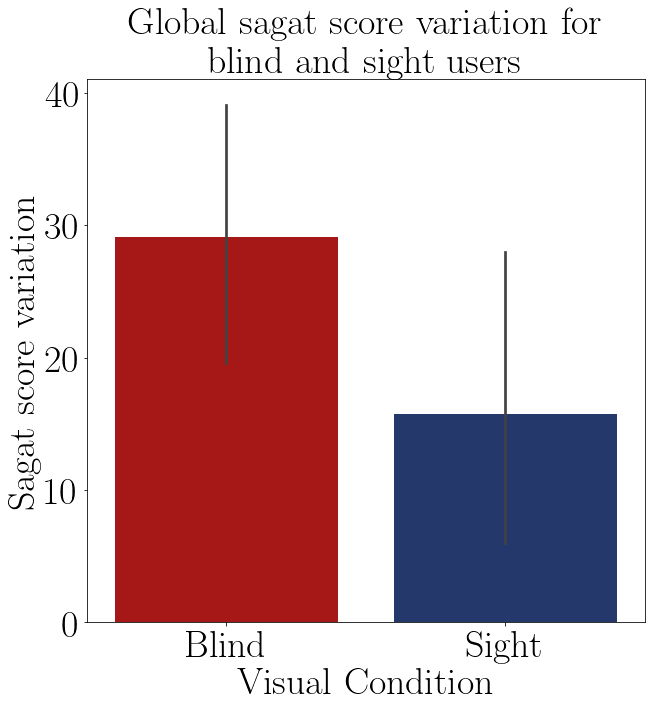 Global sagat score variation for
blind and sight users
Sagat score variation
40
30
20
10
0
Blind
Sight
Visual Condition